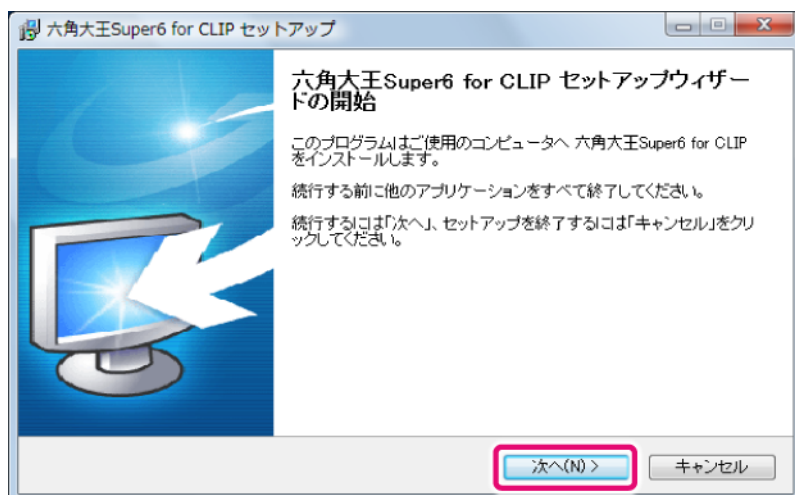 六角大王Super6 for CLIP セットアップ
六角大王Super6 for CLIP セットアップウィザー
ドの開始
このプログラムはご使用のコンピュータへ 六角大王Super6 for CLIP
をインストールします。
続行する前に他のアプリケーションをすべて終了してください。
続行するには「次へ」、セットアップを終了するには「キャンセル」をクリ
ックしてください。
次へ(N) >
キャンセル